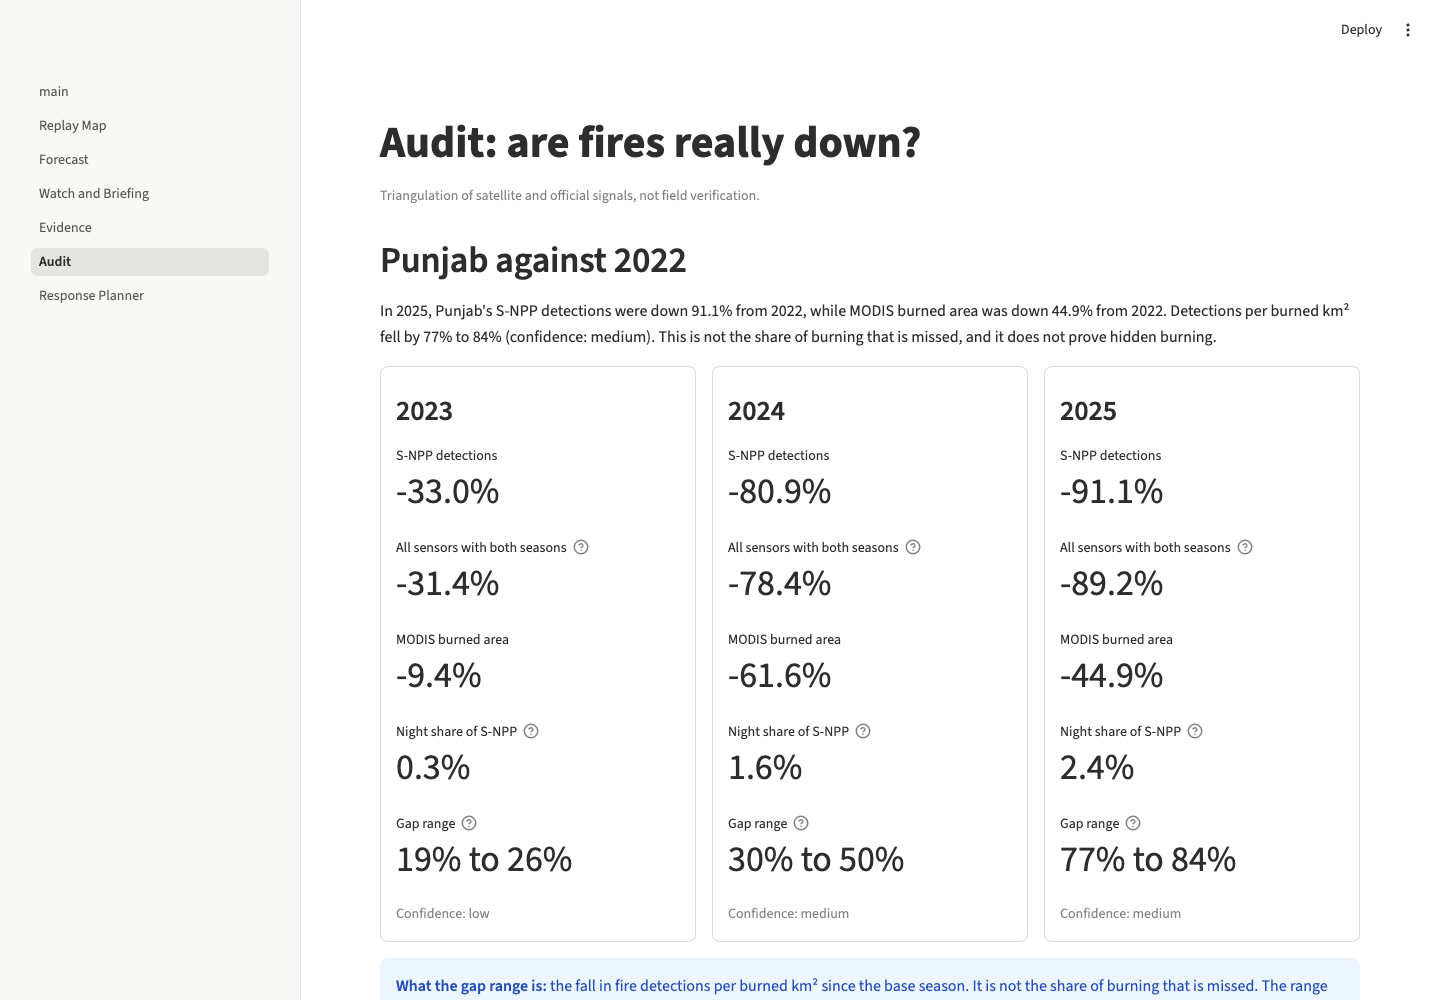 Deploy
main
Replay Map
Forecast
Watch and Briefing
Evidence
Audit
Response Planner
Audit: are fires really down?
Triangulation of satellite and official signals, not field verification.
Punjab against 2022
In 2025, Punjab's S-NPP detections were down 91.1% from 2022, while MODIS burned area was down 44.9% from 2022. Detections per burned km²
fell by 77% to 84% (confidence: medium). This is not the share of burning that is missed, and it does not prove hidden burning.
2023
S-NPP detections
-33.0%
All sensors with both seasons
-31.4%
MODIS burned area
-9.4%
Night share of S-NPP
0.3%
Gap range
19% to 26%
Confidence: low
2024
S-NPP detections
-80.9%
All sensors with both seasons
-78.4%
MODIS burned area
-61.6%
Night share of S-NPP
1.6%
Gap range
30% to 50%
Confidence: medium
2025
S-NPP detections
-91.1%
All sensors with both seasons
-89.2%
MODIS burned area
-44.9%
Night share of S-NPP
2.4%
Gap range
77% to 84%
Confidence: medium
What the gap range is: the fall in fire detections per burned km² since the base season. It is not the share of burning that is missed. The range